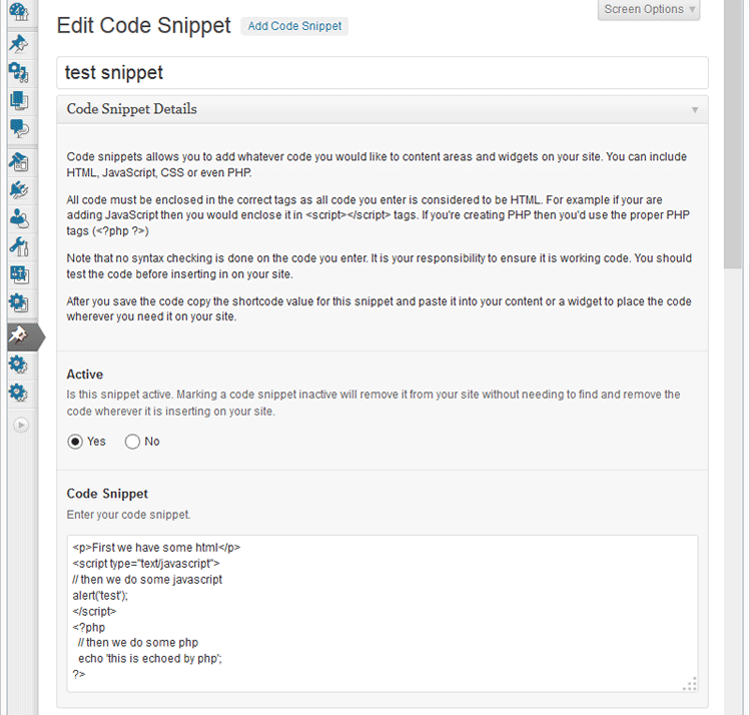 Screen Options
Edit Code Snippet Add Code Snippet
test snippet
Code Snippet Details
Code snippets allows you to add whatever code you would like to content areas and widgets on your site. You can include
HTML, JavaScript, CSS or even PHP.
All code must be enclosed in the correct tags as all code you enter is considered to be HTML. For example if your are
adding JavaScript then you would enclose it in <script></script> tags. If you're creating PHP then you'd use the proper PHP
tags (<?php ?>)
Note that no syntax checking is done on the code you enter. It is your responsibility to ensure it is working code. You should
test the code before inserting in on your site.
After you save the code copy the shortcode value for this snippet and paste it into your content or a widget to place the code
wherever you need it on your site.
Active
Is this snippet active. Marking a code snippet inactive will remove it from your site without needing to find and remove the
code wherever it is inserting on your site.
Yes No
Code Snippet
Enter your code snippet.
<p>First we have some html</p>
<script type="text/javascript">
// then we do some javascript
alert('test');
</script>
<?php
// then we do some php
echo 'this is echoed by php';
?>